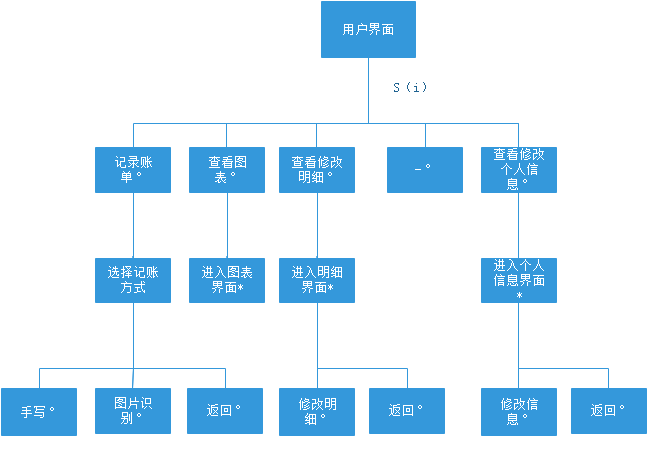 用户界面
S（i）
记录账
单°
查看图
表°
查看修改
明细°
–°
查看修改
个人信
息°
选择记账
方式
进入图表
界面*
进入明细
界面*
进入个人
信息界面
*
手写°
图片识
别°
返回°
修改明
细°
返回°
修改信
息°
返回°